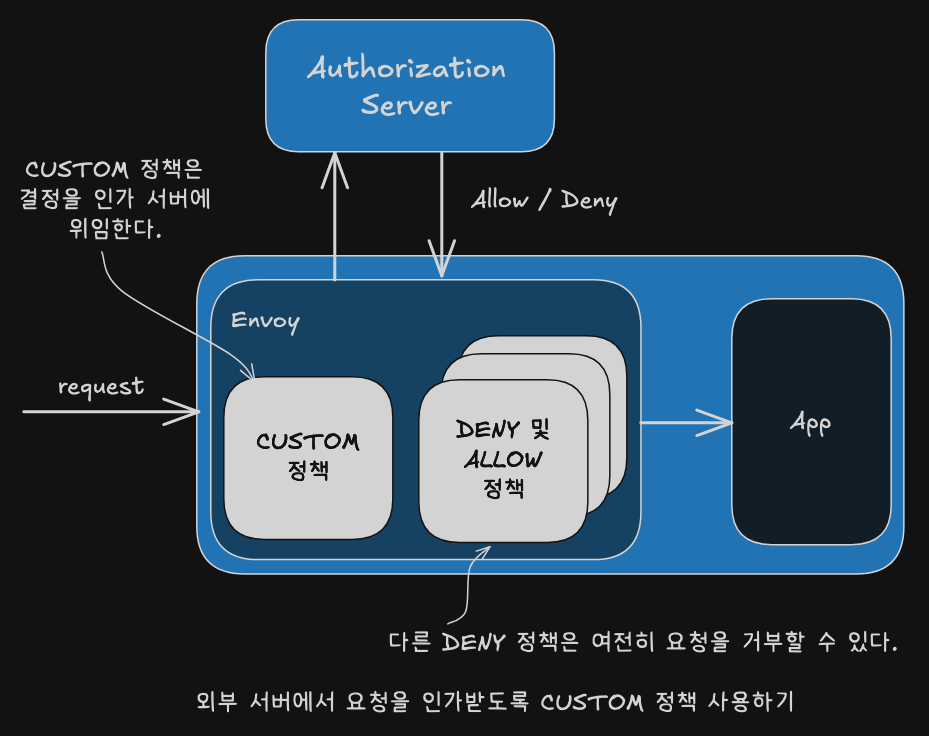 Authorization
Server
CUSTOM 정책은
결정을 인가 서버에
위임한다.
Allow / Deny
Envoy
request
CUSTOM
정책
DENY 및
ALLOW
정책
App
다른 DENY 정책은 여전히 요청을 거부할 수 있다.
외부 서버에서 요청을 인가받도록 CUSTOM 정책 사용하기